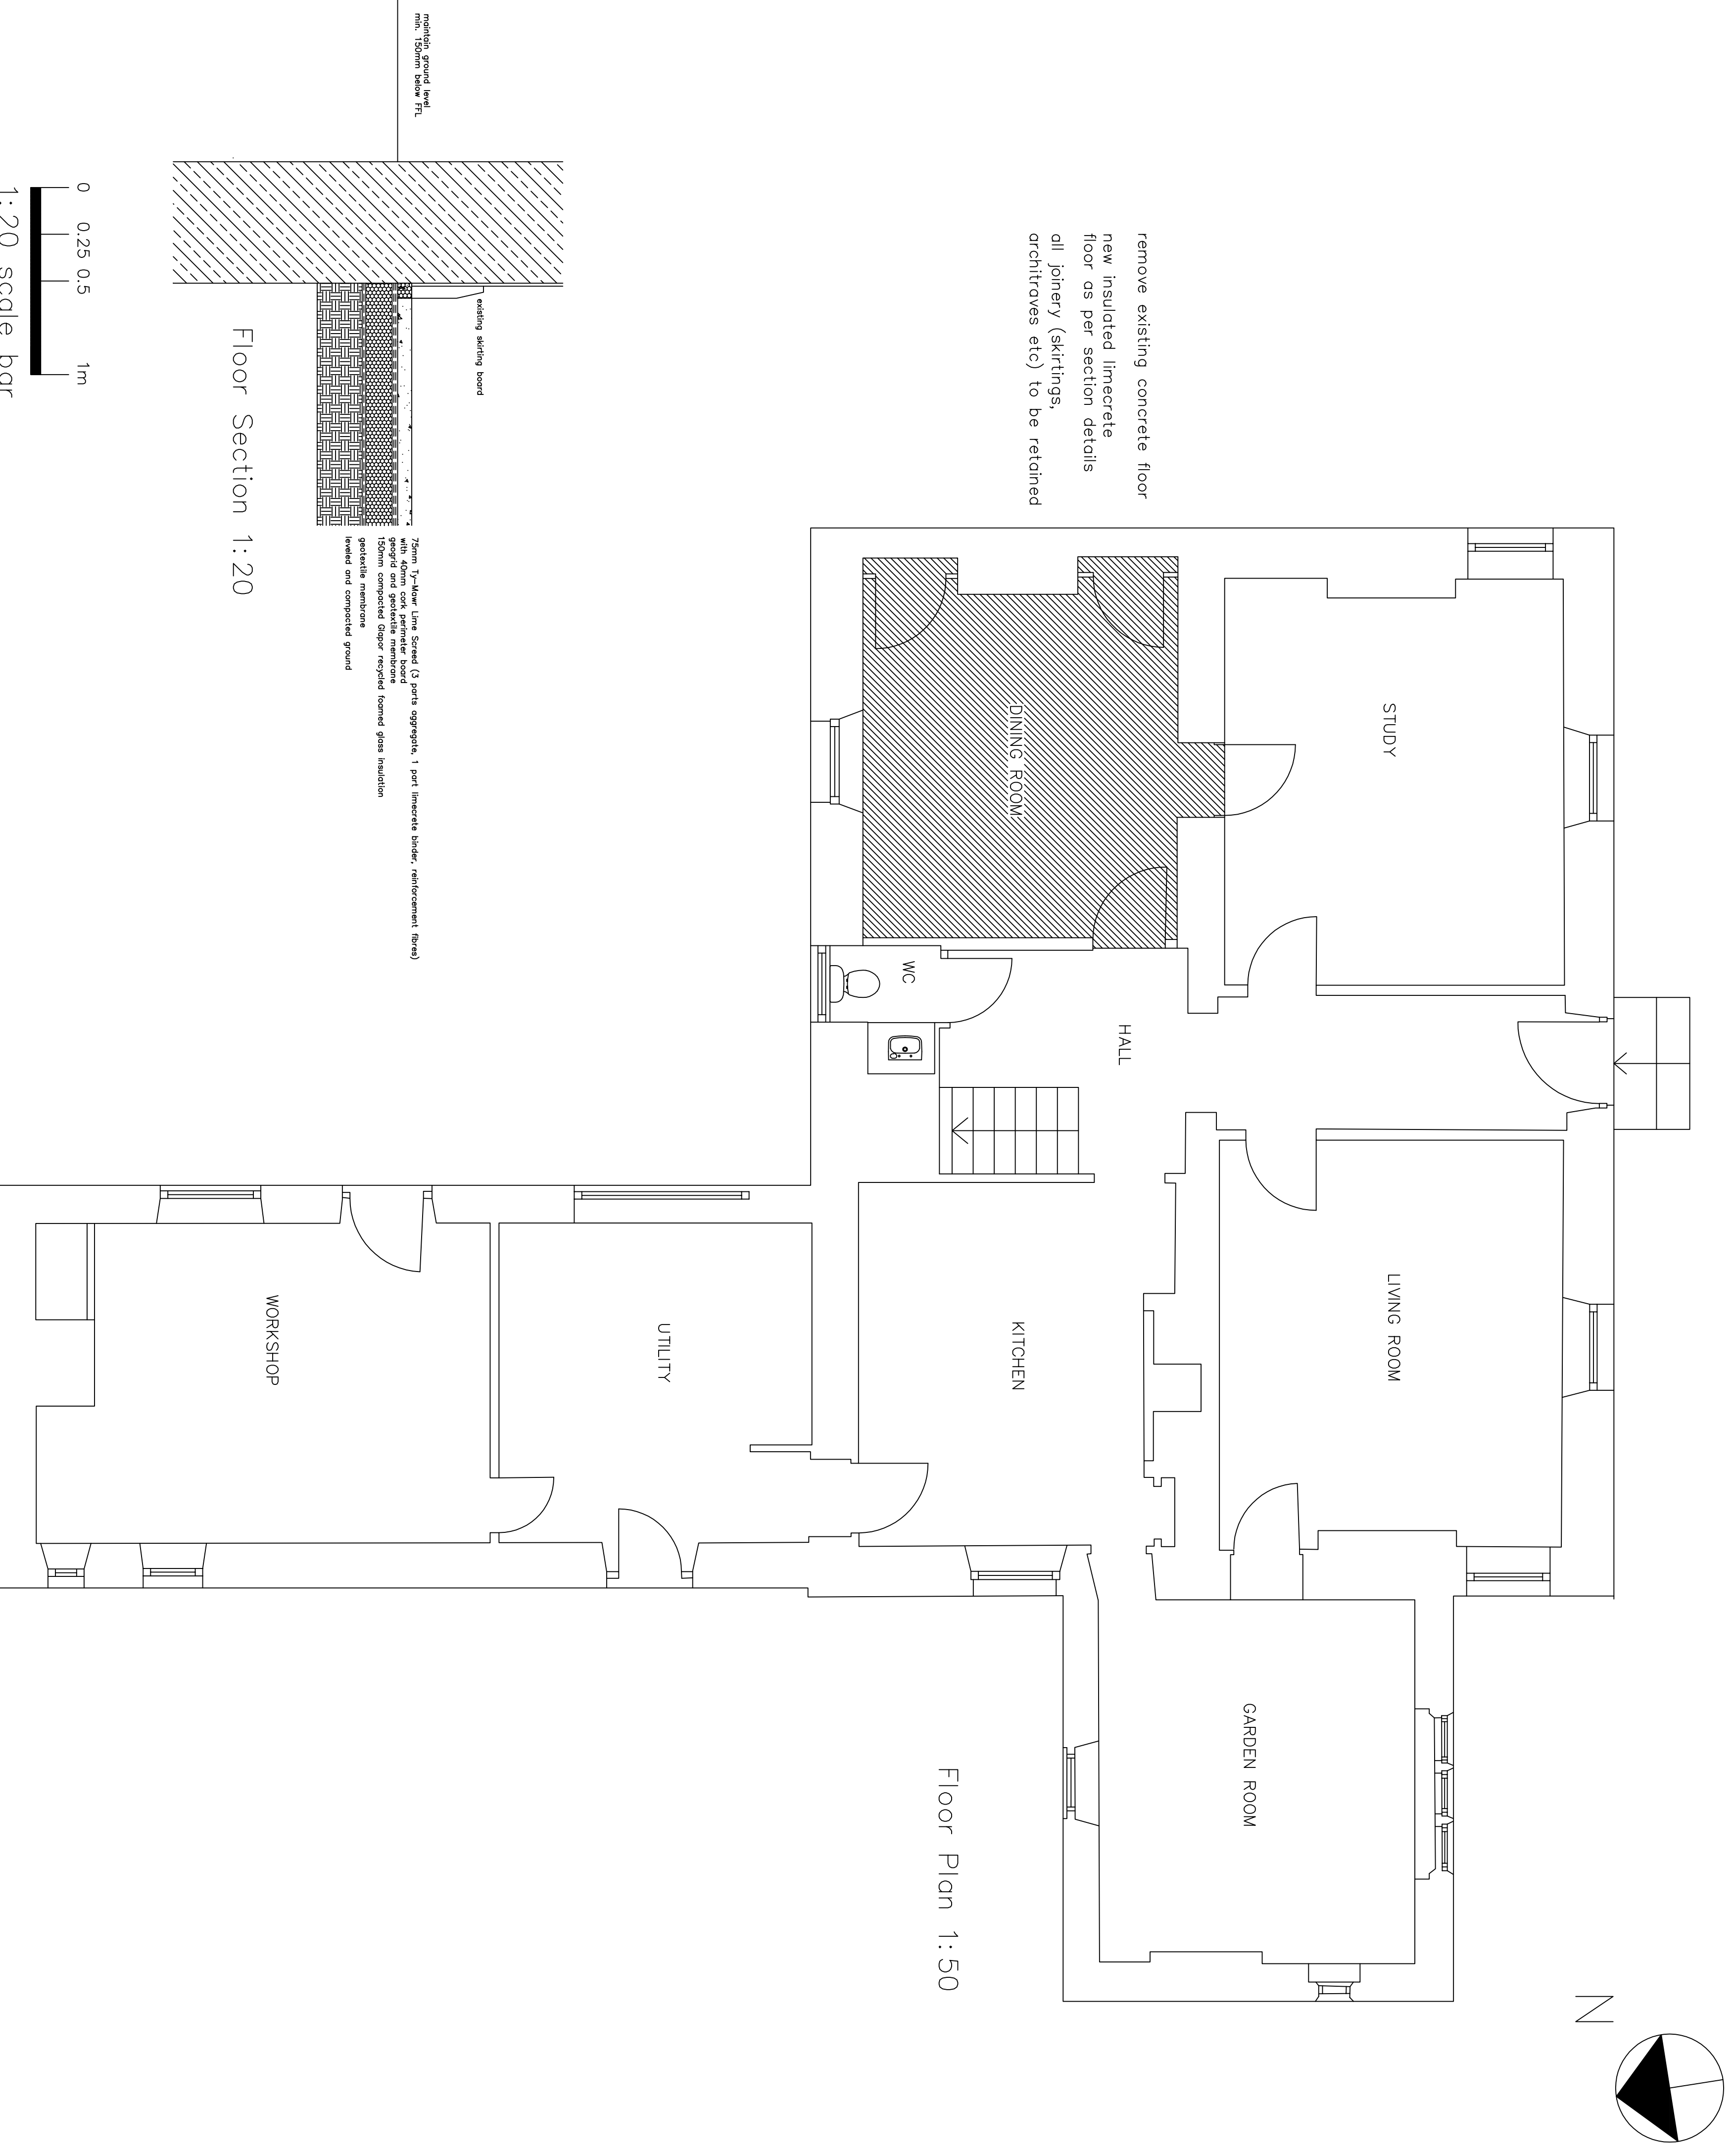 N
STUDY
LIVING ROOM
HALL
DINING ROOM
WC
KITCHEN
GARDEN ROOM
UTILITY
WORKSHOP
remove existing concrete floor
new insulated limecrete
floor as per section details
all joinery (skirtings,
architraves etc) to be retained
Floor Plan 1:50
maintain ground level
min. 150mm below FFL
existing skirting board
75mm Ty-Mawr Lime Screed (3 parts aggregate, 1 part limecrete binder, reinforcement fibres)
with 40mm cork perimeter board
geogrid and geotextile membrane
150mm compacted Glapor recycled foamed glass insulation
geotextile membrane
leveled and compacted ground
Floor Section 1:20
0 0.25 0.5 1m
1:20 scale bar